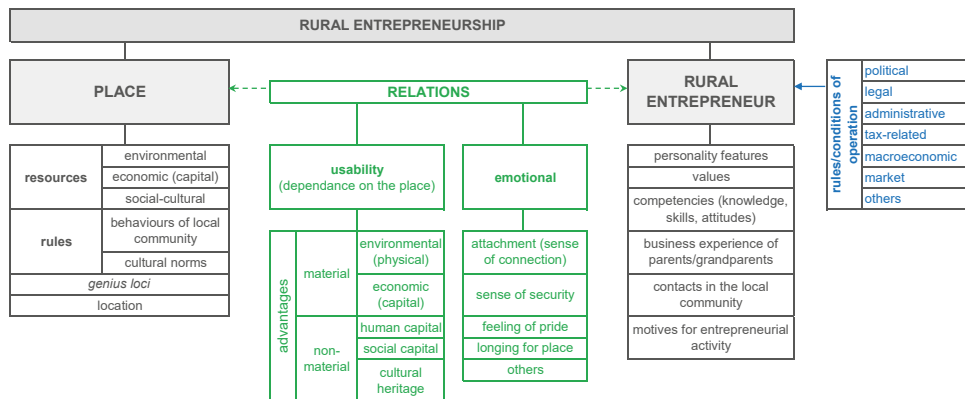 RURAL ENTREPRENEURSHIP
PLACE
RELATIONS
RURAL
ENTREPRENEUR
rules/conditions of
operation
political
legal
administrative
tax-related
macroeconomic
market
others
resources
environmental
economic (capital)
social-cultural
rules
behaviours of local
community
cultural norms
genius loci
location
usability
(dependance on the place)
emotional
advantages
material
environmental
(physical)
economic
(capital)
non-
material
human capital
social capital
cultural
heritage
attachment (sense
of connection)
sense of security
feeling of pride
longing for place
others
personality features
values
competencies (knowledge,
skills, attitudes)
business experience of
parents/grandparents
contacts in the local
community
motives for entrepreneurial
activity